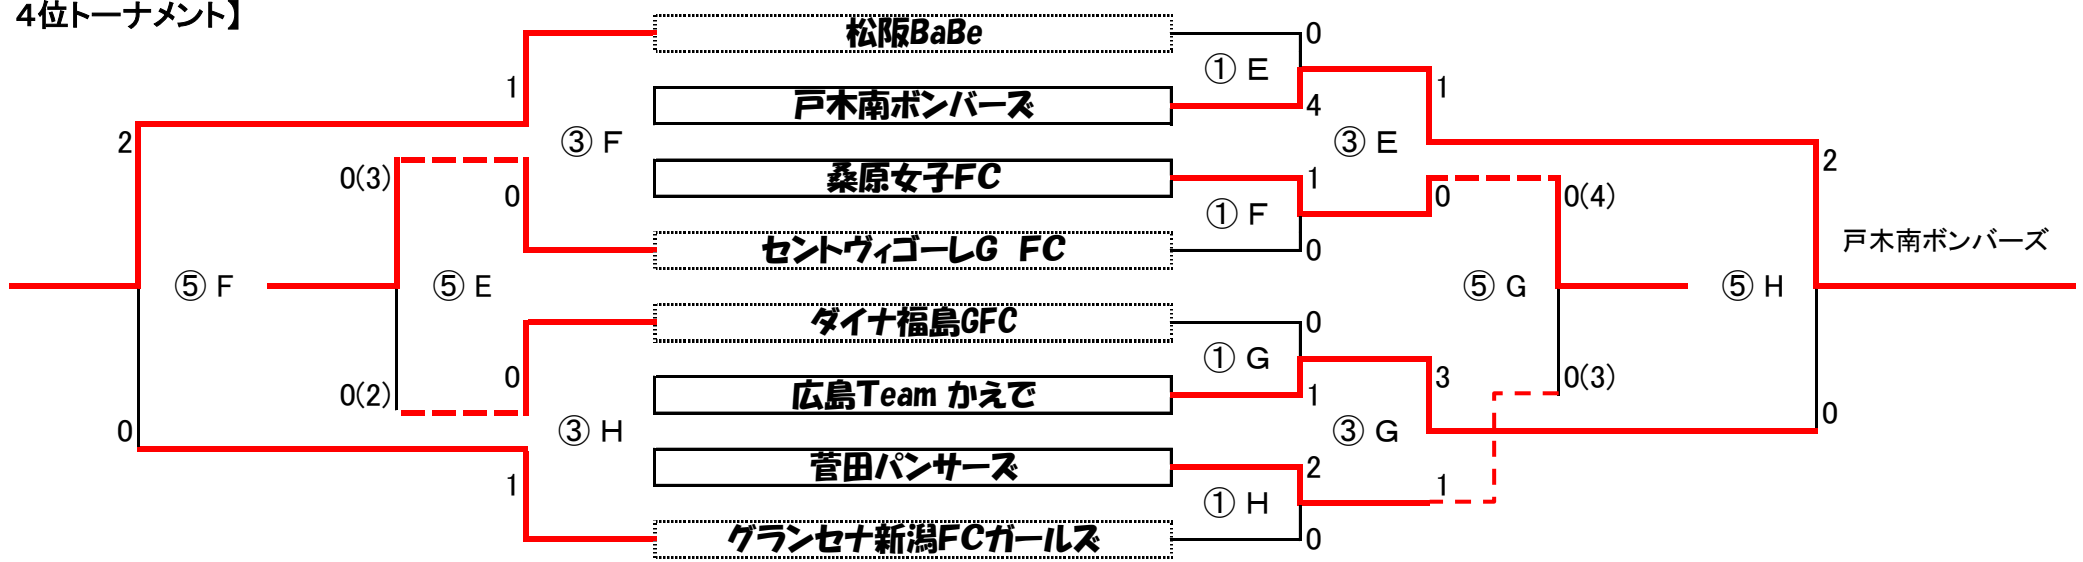 4位トーナメント】
松阪BaBe
0
① E
1
戸木南ボンバーズ
4
1
2
③ F
③ E
2
0(3)
0
桑原女子FC
1
0
0(4)
① F
セントヴィゴーレG FC
0
戸木南ボンバーズ
⑤ F
⑤ E
⑤ G
⑤ H
ダイナ福島GFC
0
① G
0(2)
0
広島Team かえで
1
3
0(3)
0
③ H
③ G
0
1
菅田パンサーズ
2
1
① H
グランセナ新潟FCガールズ
0